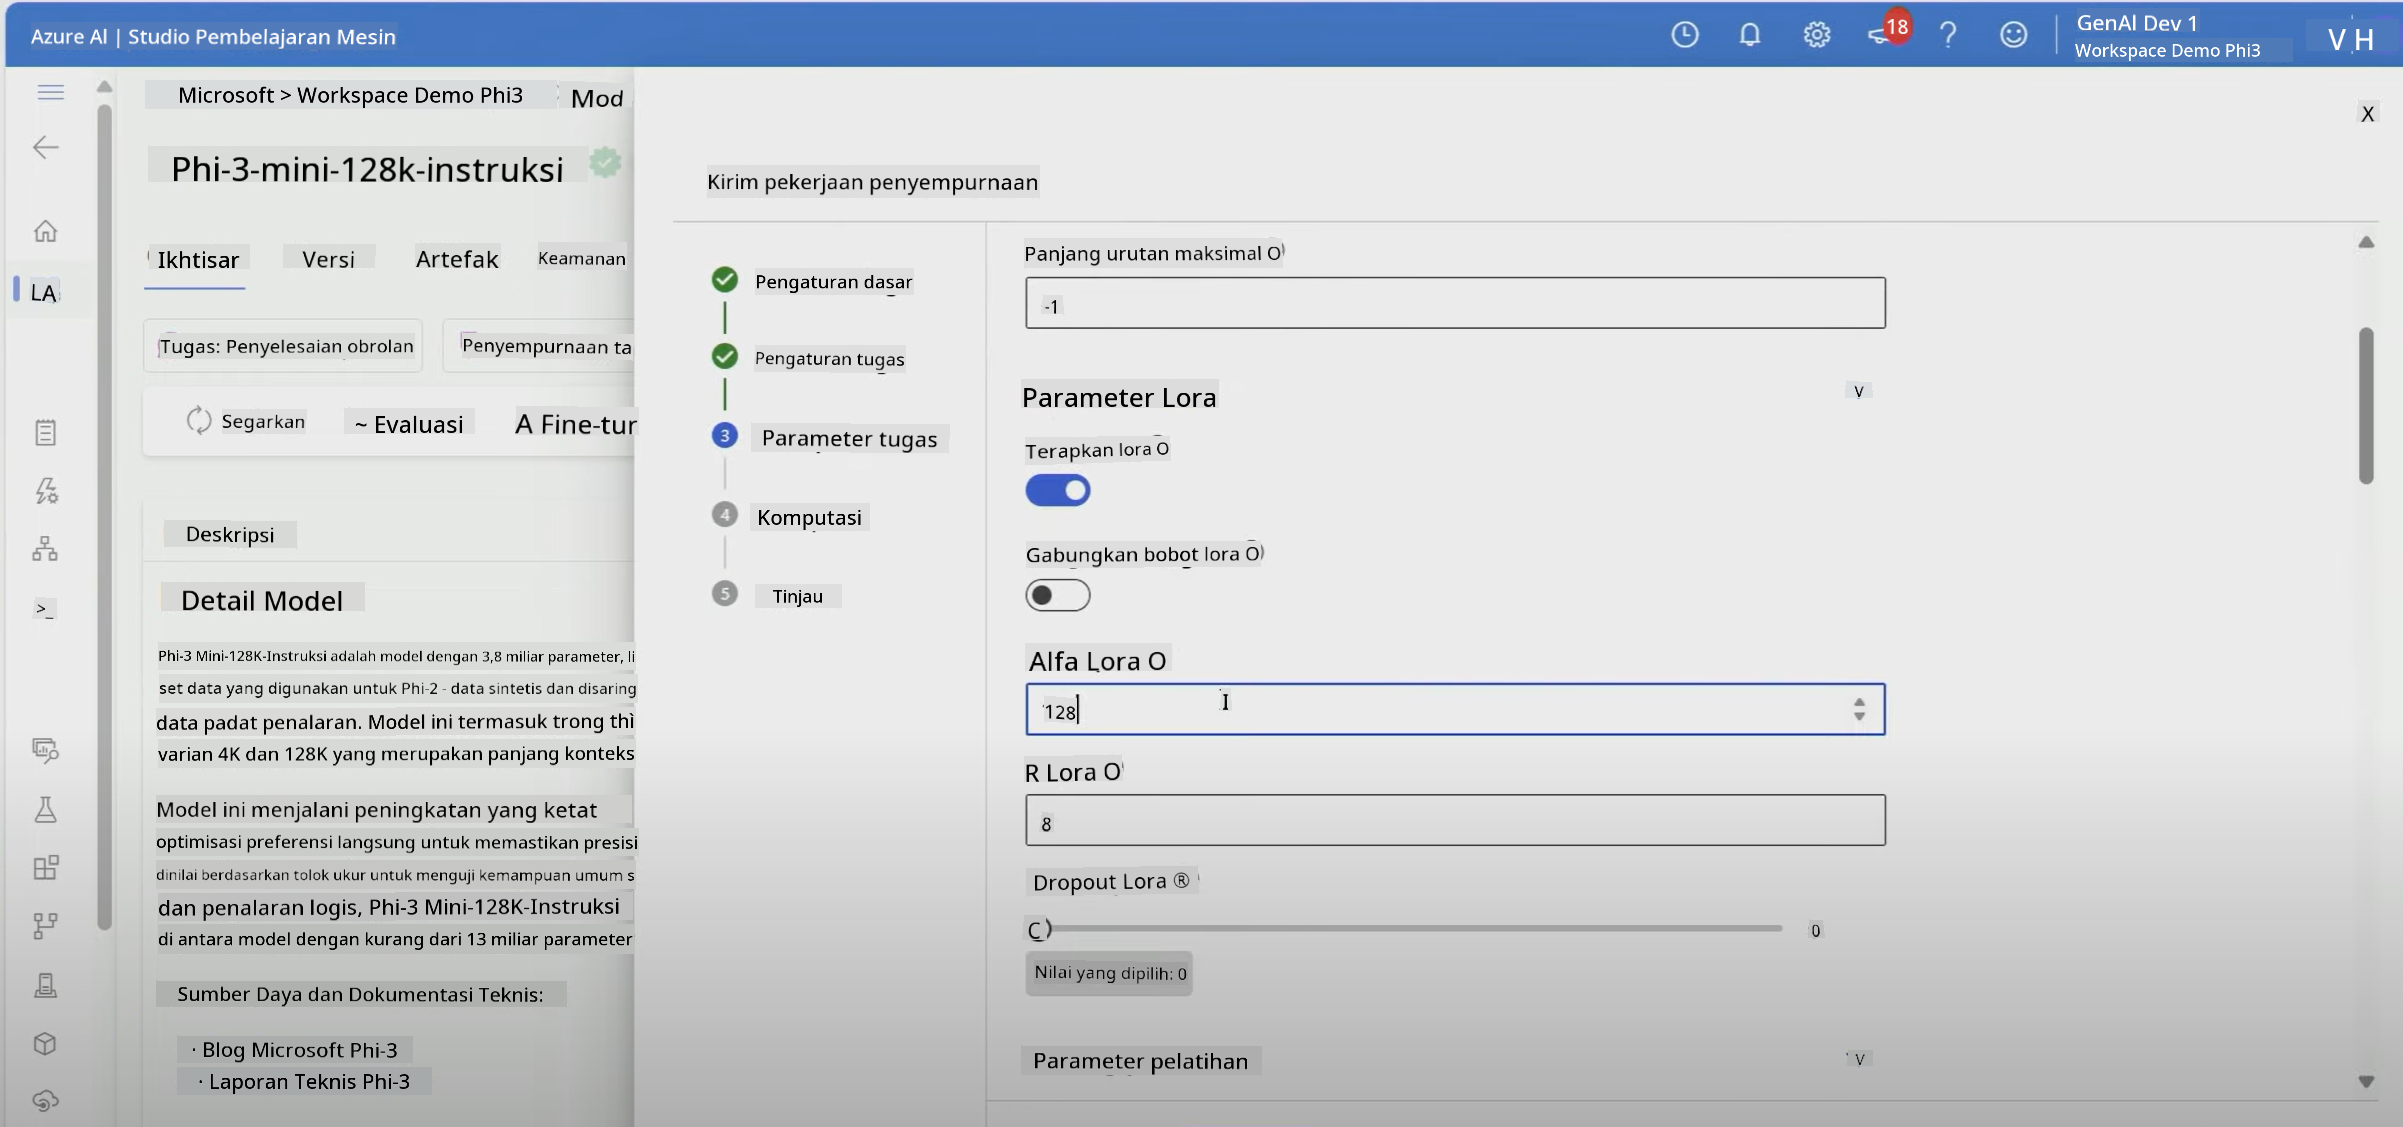 Azure AI | Studio Pembelajaran Mesin
18
GenAI Dev 1
Workspace Demo Phi3
V H
Microsoft > Workspace Demo Phi3
Mod
X
Phi-3-mini-128k-instruksi
Kirim pekerjaan penyempurnaan
Ikhtisar
Versi
Artefak
Keamanan
LA
Tugas: Penyelesaian obrolan
Penyempurnaan ta
Segarkan
~ Evaluasi
A Fine-tur
Deskripsi
Detail Model
Phi-3 Mini-128K-Instruksi adalah model dengan 3,8 miliar parameter, li
set data yang digunakan untuk Phi-2 - data sintetis dan disaring
data padat penalaran. Model ini termasuk trong thì
varian 4K dan 128K yang merupakan panjang konteks
Model ini menjalani peningkatan yang ketat
optimisasi preferensi langsung untuk memastikan presisi
dinilai berdasarkan tolok ukur untuk menguji kemampuan umum s
dan penalaran logis, Phi-3 Mini-128K-Instruksi
di antara model dengan kurang dari 13 miliar parameter
Sumber Daya dan Dokumentasi Teknis:
· Blog Microsoft Phi-3
· Laporan Teknis Phi-3
Pengaturan dasar
Pengaturan tugas
3 Parameter tugas
4 Komputasi
5 Tinjau
Panjang urutan maksimal O
-1
Parameter Lora
V
Terapkan lora O
Gabungkan bobot lora O
Alfa Lora O
128
R Lora O
8
Dropout Lora ®
C
0
Nilai yang dipilih: 0
Parameter pelatihan
V